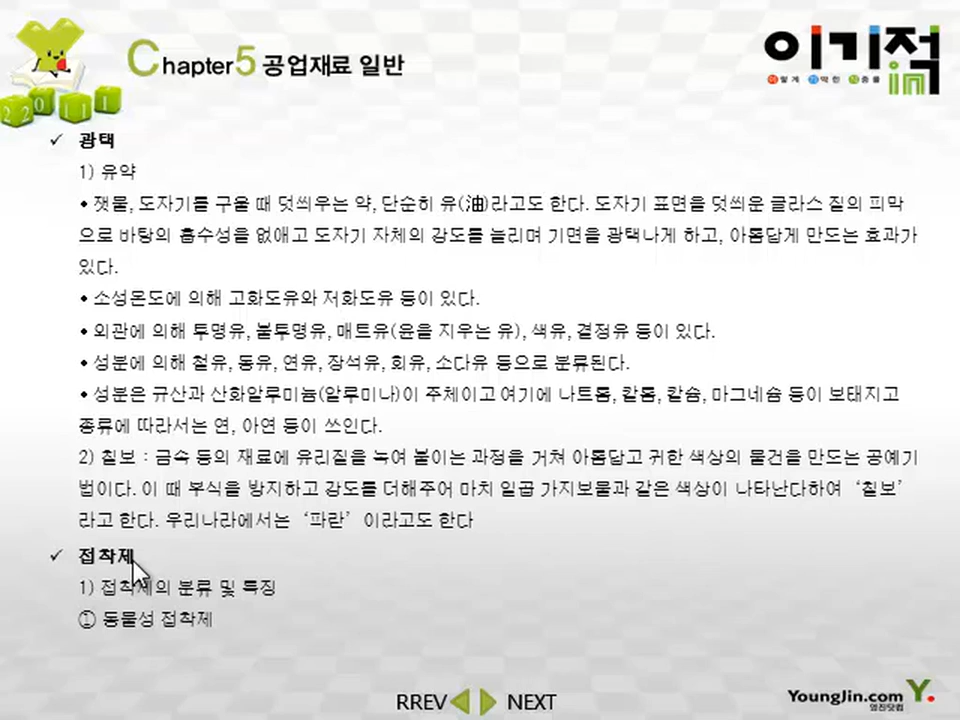 Chapter5 공업재료 일반
이기적in
이렇게 기막힌 적중율
2011
✓ 광택
1) 유약
• 잿물, 도자기를 구울 때 덧씌우는 약, 단순히 유(油)라고도 한다. 도자기 표면을 덧씌운 글라스 질의 피막
으로 바탕의 흡수성을 없애고 도자기 자체의 강도를 늘리며 기면을 광택나게 하고, 아름답게 만드는 효과가
있다.
• 소성온도에 의해 고화도유와 저화도유 등이 있다.
• 외관에 의해 투명유, 불투명유, 매트유(윤을 지우는 유), 색유, 결정유 등이 있다.
• 성분에 의해 철유, 동유, 연유, 장석유, 회유, 소다유 등으로 분류된다.
• 성분은 규산과 산화알루미늄(알루미나)이 주체이고 여기에 나트륨, 칼륨, 칼슘, 마그네슘 등이 보태지고
종류에 따라서는 연, 아연 등이 쓰인다.
2) 칠보 : 금속 등의 재료에 유리질을 녹여 붙이는 과정을 거쳐 아름답고 귀한 색상의 물건을 만드는 공예기
법이다. 이 때 부식을 방지하고 강도를 더해주어 마치 일곱 가지보물과 같은 색상이 나타난다하여 ‘칠보’
라고 한다. 우리나라에서는 ‘파란’ 이라고도 한다
✓ 접착제
1) 접착제의 분류 및 특징
① 동물성 접착제
RREV NEXT
YoungJin.com Y.
영진닷컴